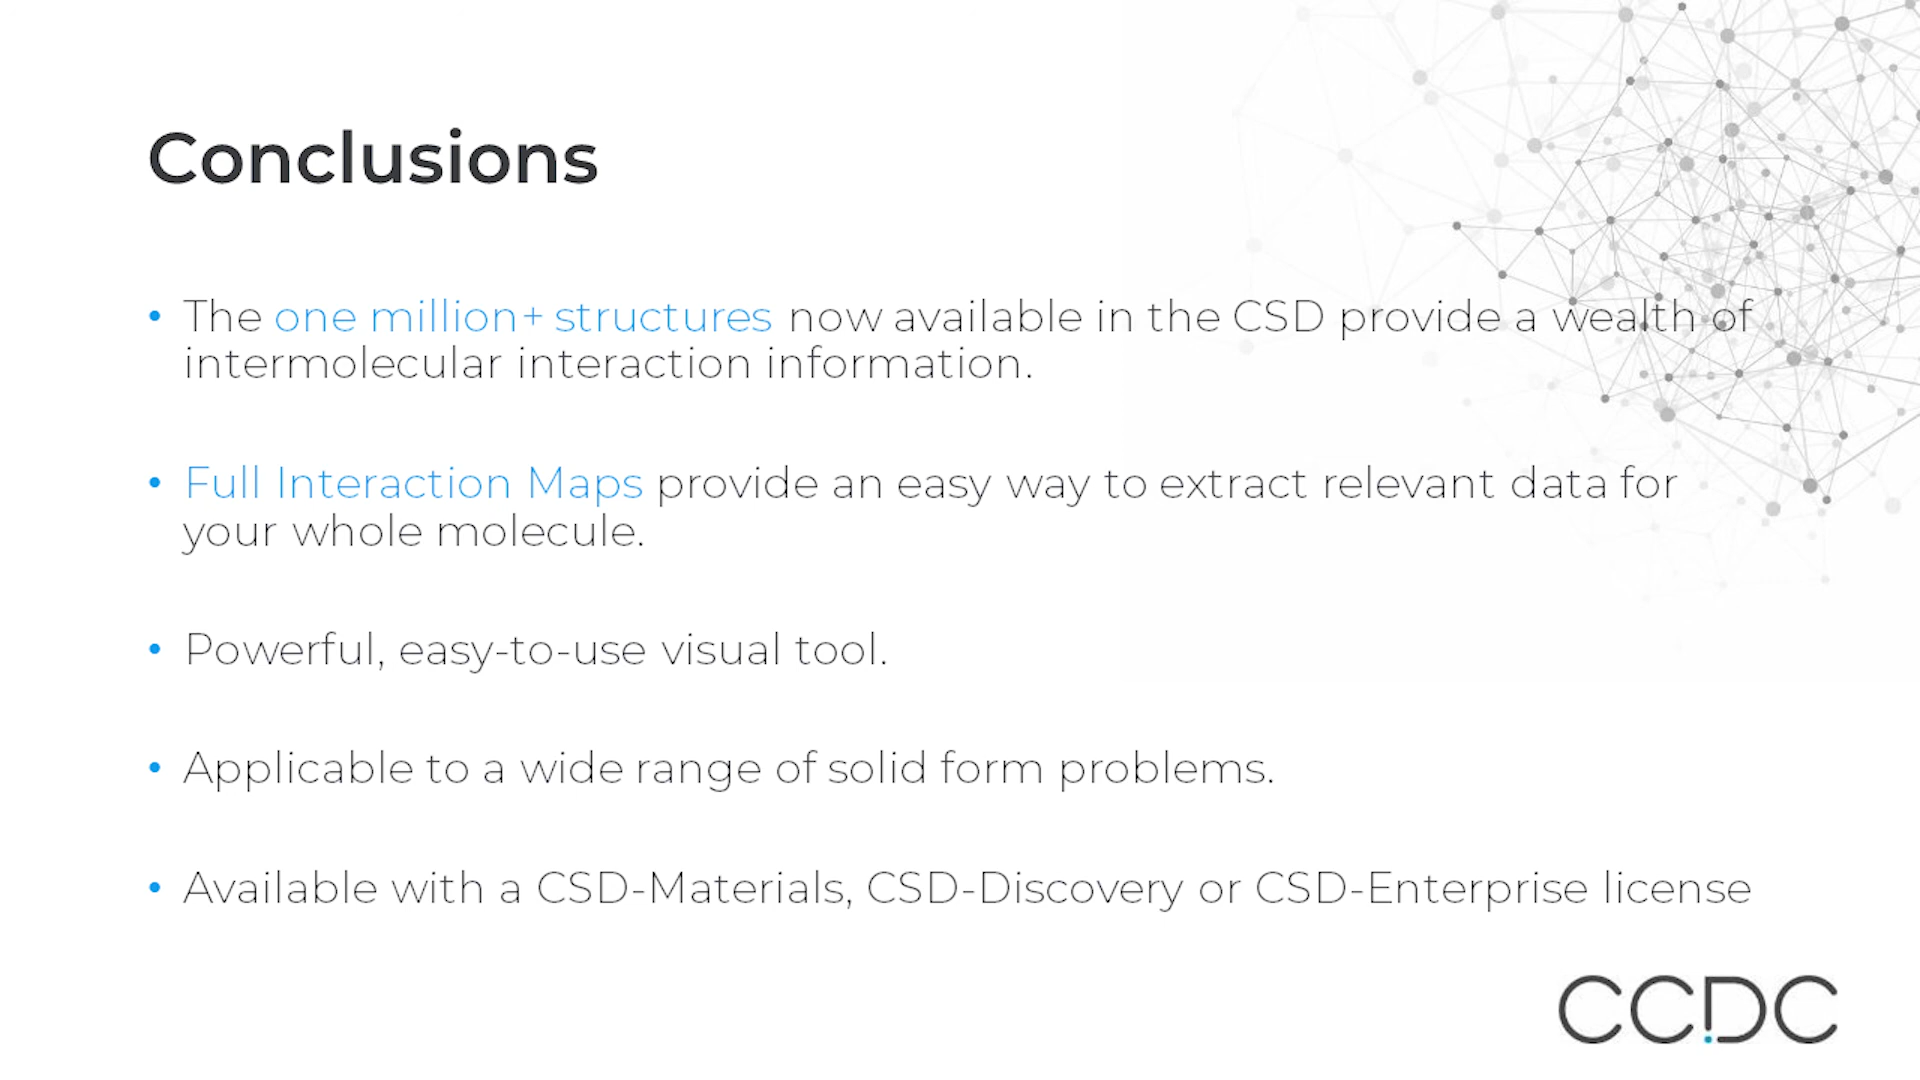 Conclusions
• The one million+ structures now available in the CSD provide a wealth of
intermolecular interaction information.
• Full Interaction Maps provide an easy way to extract relevant data for
your whole molecule.
• Powerful, easy-to-use visual tool.
• Applicable to a wide range of solid form problems.
• Available with a CSD-Materials, CSD-Discovery or CSD-Enterprise license
CCDC